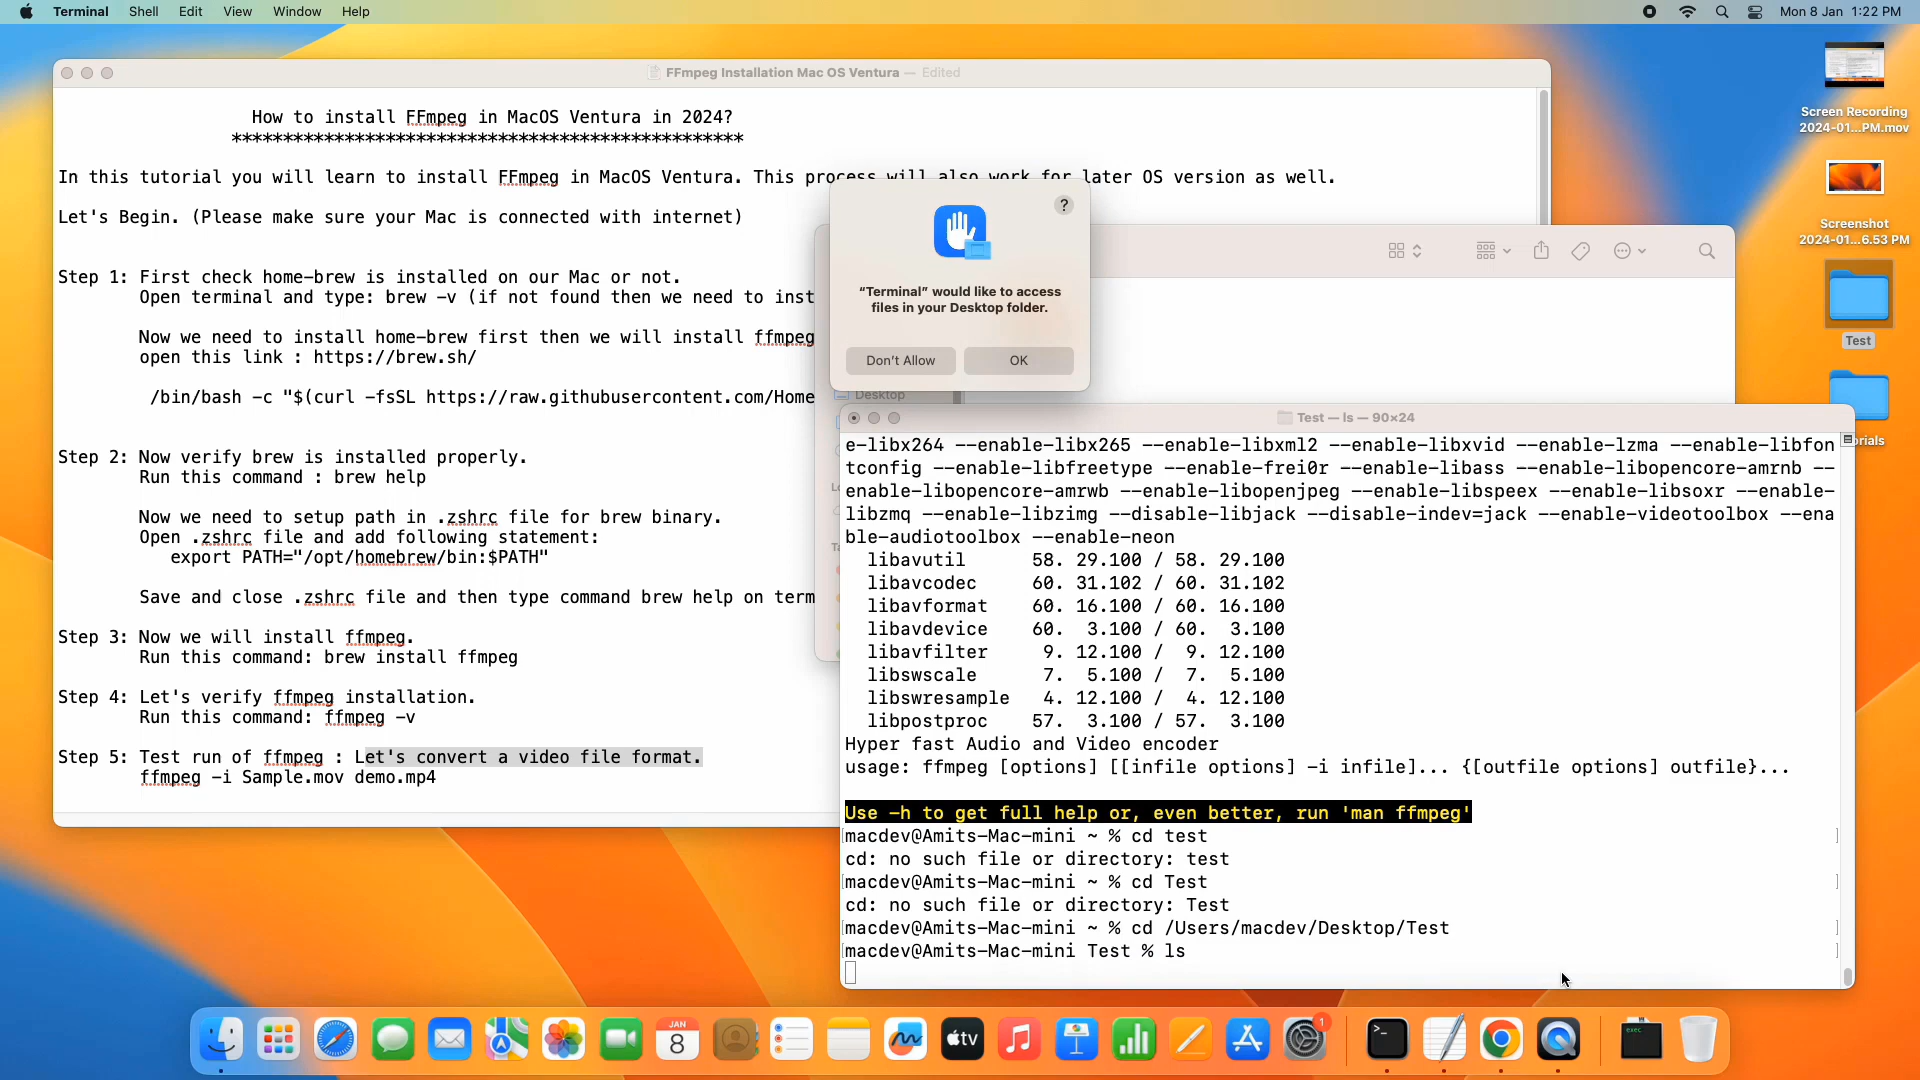 Terminal Shell Edit View Window Help
Mon 8 Jan 1:22 PM
FFmpeg Installation Mac OS Ventura — Edited
How to install FFmpeg in MacOS Ventura in 2024?
**************************************************
In this tutorial you will learn to install FFmpeg in MacOS Ventura. This process will also work for later OS version as well.
Let's Begin. (Please make sure your Mac is connected with internet)
Step 1: First check home-brew is installed on our Mac or not.
Open terminal and type: brew -v (if not found then we need to inst
Now we need to install home-brew first then we will install ffmpeg
open this link : https://brew.sh/
/bin/bash -c "$(curl -fsSL https://raw.githubusercontent.com/Home
Step 2: Now verify brew is installed properly.
Run this command : brew help
Now we need to setup path in .zshrc file for brew binary.
Open .zshrc file and add following statement:
export PATH="/opt/homebrew/bin:$PATH"
Save and close .zshrc file and then type command brew help on term
Step 3: Now we will install ffmpeg.
Run this command: brew install ffmpeg
Step 4: Let's verify ffmpeg installation.
Run this command: ffmpeg -v
Step 5: Test run of ffmpeg : Let's convert a video file format.
ffmpeg -i Sample.mov demo.mp4
?
"Terminal" would like to access
files in your Desktop folder.
Don't Allow
OK
Desktop
Test — ls — 90×24
e-libx264 --enable-libx265 --enable-libxml2 --enable-libxvid --enable-lzma --enable-libfon
tconfig --enable-libfreetype --enable-frei0r --enable-libass --enable-libopencore-amrnb --
enable-libopencore-amrwb --enable-libopenjpeg --enable-libspeex --enable-libsoxr --enable-
libzmq --enable-libzimg --disable-libjack --disable-indev=jack --enable-videotoolbox --ena
ble-audiotoolbox --enable-neon
libavutil 58. 29.100 / 58. 29.100
libavcodec 60. 31.102 / 60. 31.102
libavformat 60. 16.100 / 60. 16.100
libavdevice 60. 3.100 / 60. 3.100
libavfilter 9. 12.100 / 9. 12.100
libswscale 7. 5.100 / 7. 5.100
libswresample 4. 12.100 / 4. 12.100
libpostproc 57. 3.100 / 57. 3.100
Hyper fast Audio and Video encoder
usage: ffmpeg [options] [[infile options] -i infile]... {[outfile options] outfile}...
Use -h to get full help or, even better, run 'man ffmpeg'
[macdev@Amits-Mac-mini ~ % cd test ]
cd: no such file or directory: test
[macdev@Amits-Mac-mini ~ % cd Test ]
cd: no such file or directory: Test
[macdev@Amits-Mac-mini ~ % cd /Users/macdev/Desktop/Test ]
[macdev@Amits-Mac-mini Test % ls ]
Screen Recording
2024-01...PM.mov
Screenshot
2024-01...6.53 PM
Test
orials
JAN
8
tv
1
exec